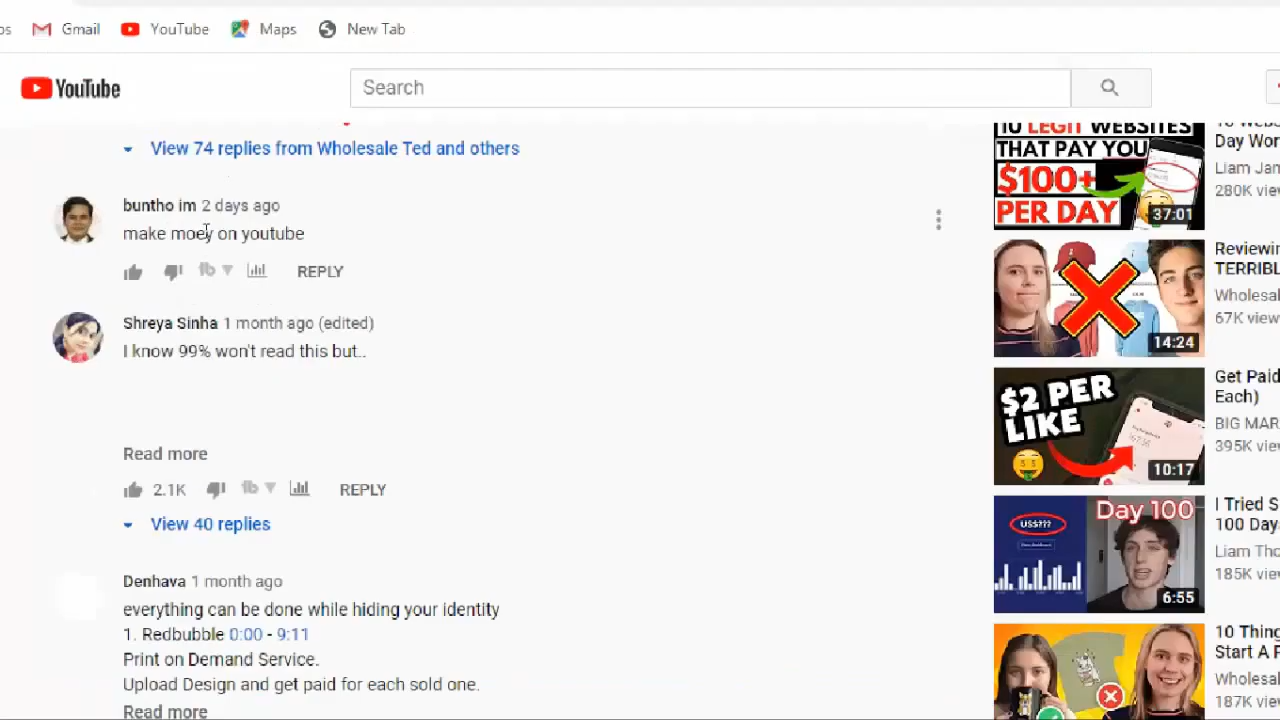 Gmail
YouTube
Maps
New Tab
YouTube
Search
View 74 replies from Wholesale Ted and others
buntho im 2 days ago
make moey on youtube
REPLY
Shreya Sinha 1 month ago (edited)
I know 99% won't read this but..
Read more
2.1K
REPLY
View 40 replies
Denhava 1 month ago
everything can be done while hiding your identity
1. Redbubble 0:00 - 9:11
Print on Demand Service.
Upload Design and get paid for each sold one.
Read more
10 LEGIT WEBSITES
THAT PAY YOU
$100+
PER DAY
37:01
Day Wor
Liam Jam
280K view
14:24
Reviewin
TERRIBL
Wholesal
67K view
$2 PER
LIKE
10:17
Get Paid
Each)
BIG MAR
395K view
Day 100
US$???
6:55
I Tried S
100 Day
Liam Tho
185K view
10 Thing
Start A P
Wholesal
187K view